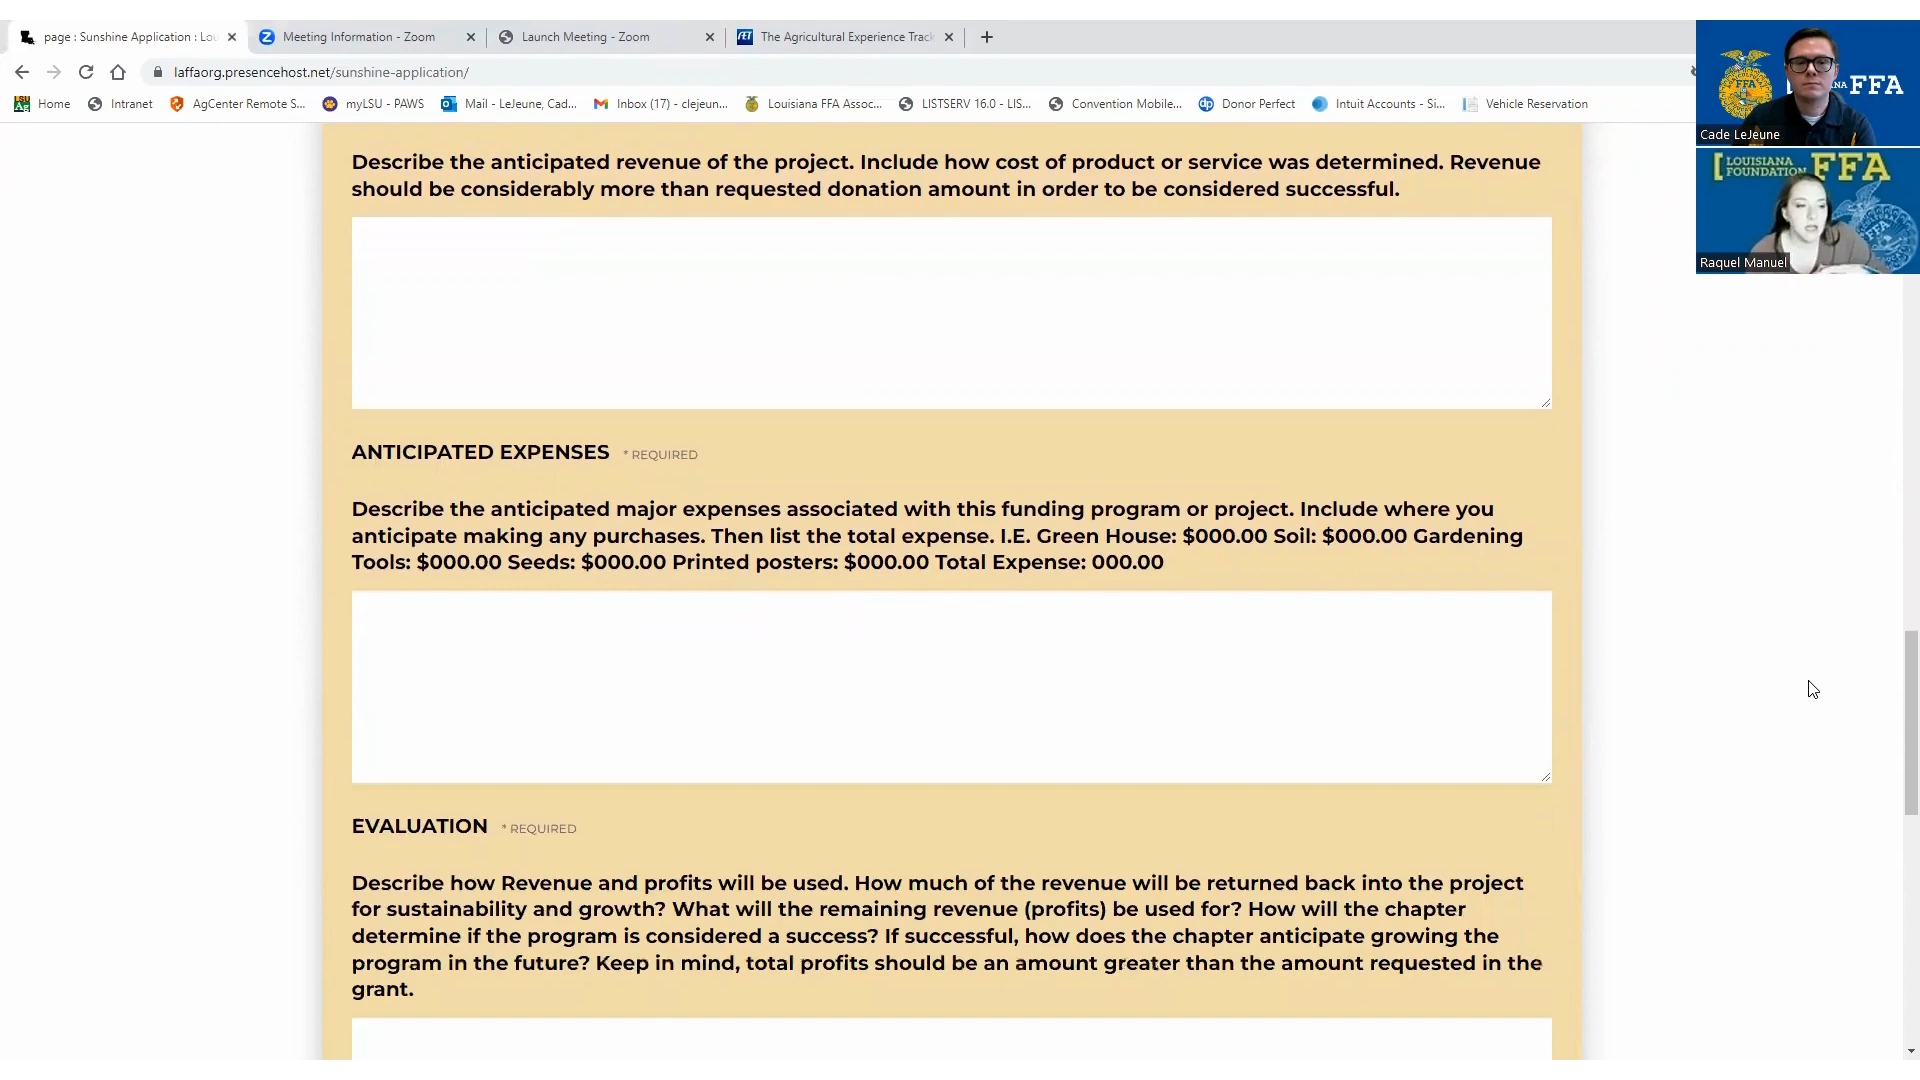 page : Sunshine Application : Lou
Meeting Information - Zoom
Launch Meeting - Zoom
The Agricultural Experience Track
laffaorg.presencehost.net/sunshine-application/
Home
Intranet
AgCenter Remote S...
myLSU - PAWS
Mail - LeJeune, Cad...
Inbox (17) - clejeun...
Louisiana FFA Assoc...
LISTSERV 16.0 - LIS...
Convention Mobile...
Donor Perfect
Intuit Accounts - Si...
Vehicle Reservation
FFA
Cade LeJeune
LOUISIANA
FOUNDATION
FFA
Raquel Manuel
Describe the anticipated revenue of the project. Include how cost of product or service was determined. Revenue
should be considerably more than requested donation amount in order to be considered successful.
ANTICIPATED EXPENSES * REQUIRED
Describe the anticipated major expenses associated with this funding program or project. Include where you
anticipate making any purchases. Then list the total expense. I.E. Green House: $000.00 Soil: $000.00 Gardening
Tools: $000.00 Seeds: $000.00 Printed posters: $000.00 Total Expense: 000.00
EVALUATION * REQUIRED
Describe how Revenue and profits will be used. How much of the revenue will be returned back into the project
for sustainability and growth? What will the remaining revenue (profits) be used for? How will the chapter
determine if the program is considered a success? If successful, how does the chapter anticipate growing the
program in the future? Keep in mind, total profits should be an amount greater than the amount requested in the
grant.